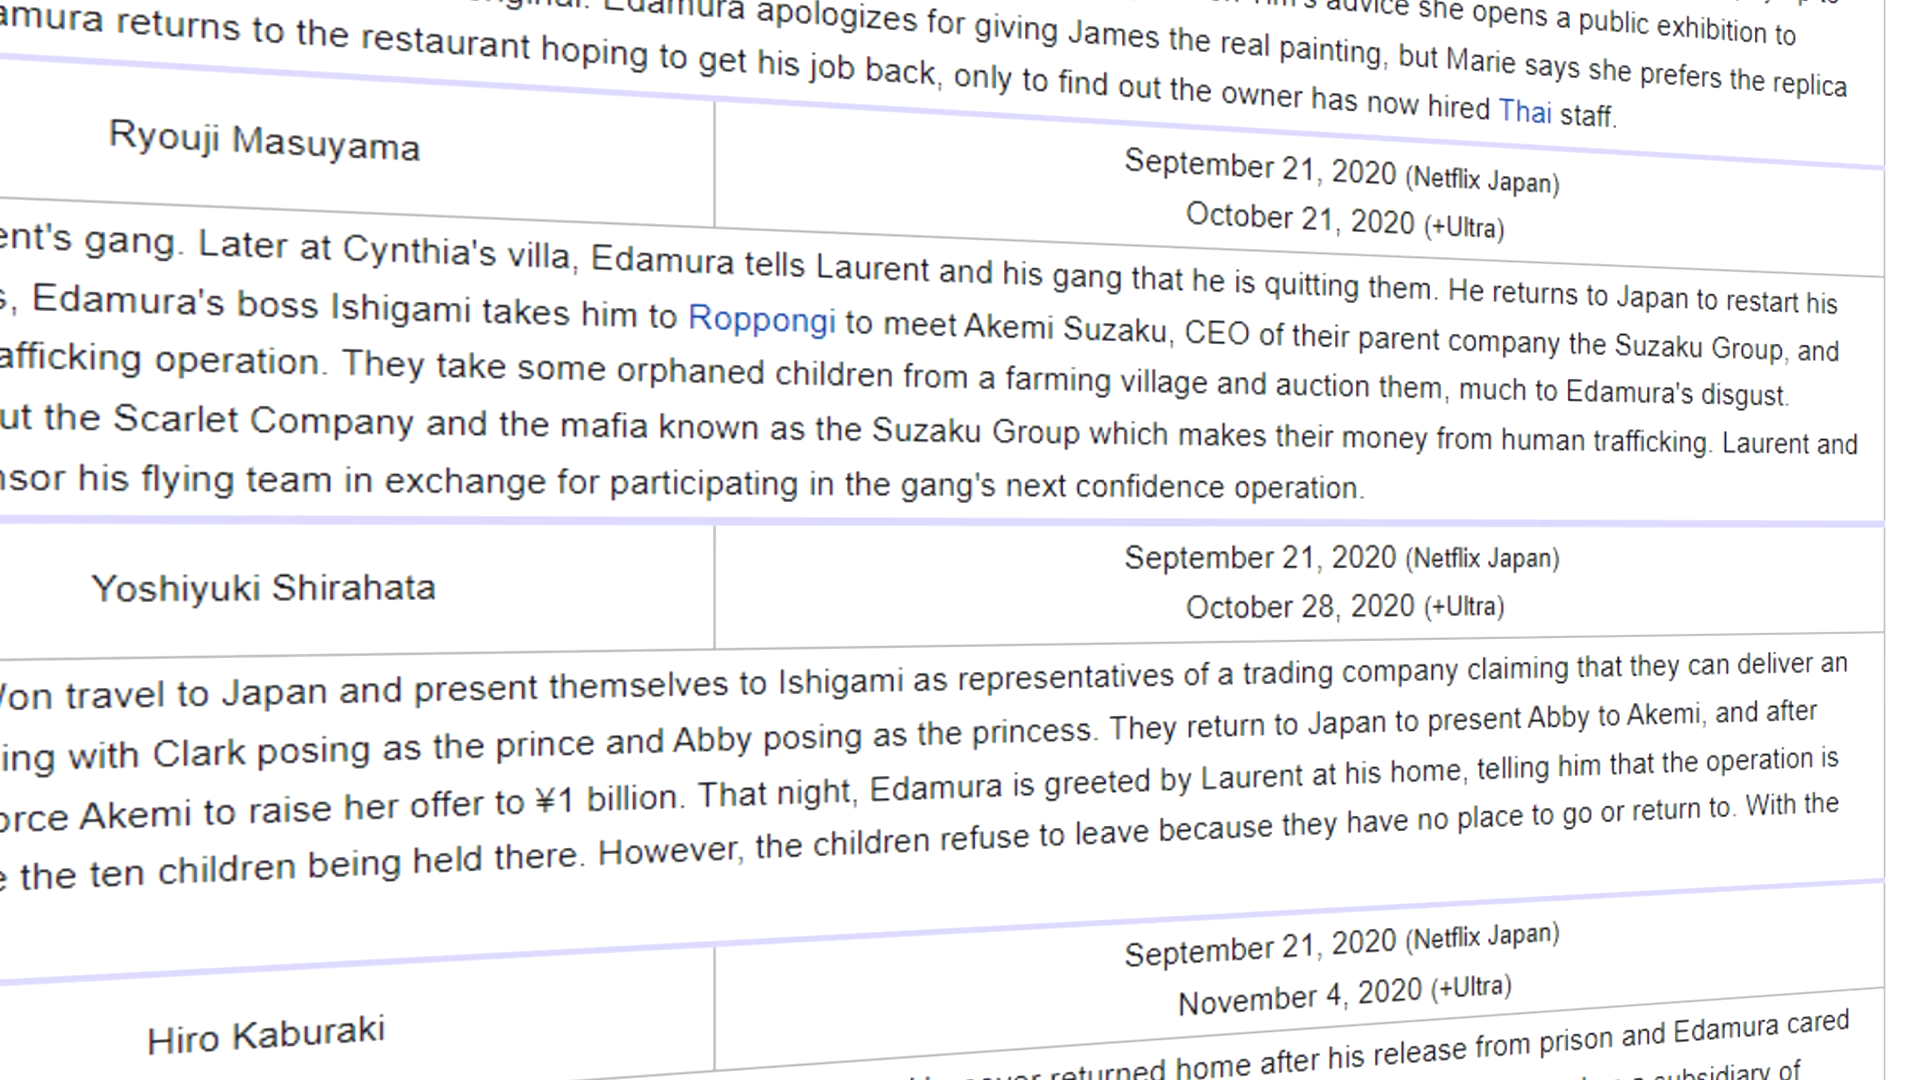 Edamura apologizes for giving James the real painting, but Marie says she prefers the replica
advice she opens a public exhibition to
returns to the restaurant hoping to get his job back, only to find out the owner has now hired Thai staff.
Ryouji Masuyama
September 21, 2020 (Netflix Japan)
October 21, 2020 (+Ultra)
gang. Later at Cynthia's villa, Edamura tells Laurent and his gang that he is quitting them. He returns to Japan to restart his
Edamura's boss Ishigami takes him to Roppongi to meet Akemi Suzaku, CEO of their parent company the Suzaku Group, and
operation. They take some orphaned children from a farming village and auction them, much to Edamura's disgust.
the Scarlet Company and the mafia known as the Suzaku Group which makes their money from human trafficking. Laurent and
his flying team in exchange for participating in the gang's next confidence operation.
Yoshiyuki Shirahata
September 21, 2020 (Netflix Japan)
October 28, 2020 (+Ultra)
travel to Japan and present themselves to Ishigami as representatives of a trading company claiming that they can deliver an
with Clark posing as the prince and Abby posing as the princess. They return to Japan to present Abby to Akemi, and after
Akemi to raise her offer to ¥1 billion. That night, Edamura is greeted by Laurent at his home, telling him that the operation is
the ten children being held there. However, the children refuse to leave because they have no place to go or return to. With the
Hiro Kaburaki
September 21, 2020 (Netflix Japan)
November 4, 2020 (+Ultra)
returned home after his release from prison and Edamura cared
subsidiary of